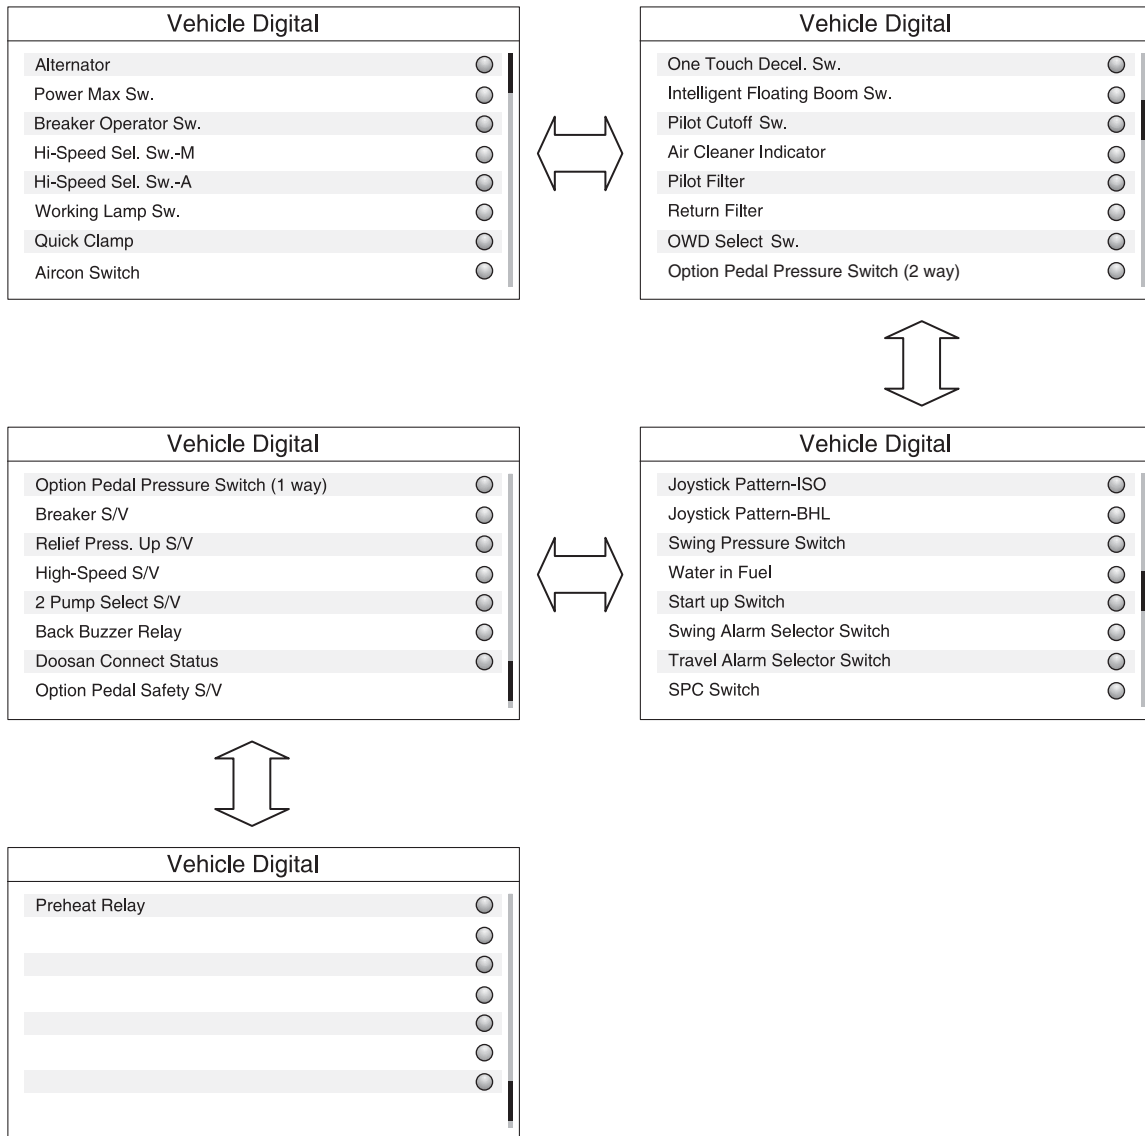 Vehicle Digital
Alternator
Power Max Sw.
Breaker Operator Sw.
Hi-Speed Sel. Sw.-M
Hi-Speed Sel. Sw.-A
Working Lamp Sw.
Quick Clamp
Aircon Switch
Vehicle Digital
One Touch Decel. Sw.
Intelligent Floating Boom Sw.
Pilot Cutoff Sw.
Air Cleaner Indicator
Pilot Filter
Return Filter
OWD Select Sw.
Option Pedal Pressure Switch (2 way)
Vehicle Digital
Option Pedal Pressure Switch (1 way)
Breaker S/V
Relief Press. Up S/V
High-Speed S/V
2 Pump Select S/V
Back Buzzer Relay
Doosan Connect Status
Option Pedal Safety S/V
Vehicle Digital
Joystick Pattern-ISO
Joystick Pattern-BHL
Swing Pressure Switch
Water in Fuel
Start up Switch
Swing Alarm Selector Switch
Travel Alarm Selector Switch
SPC Switch
Vehicle Digital
Preheat Relay